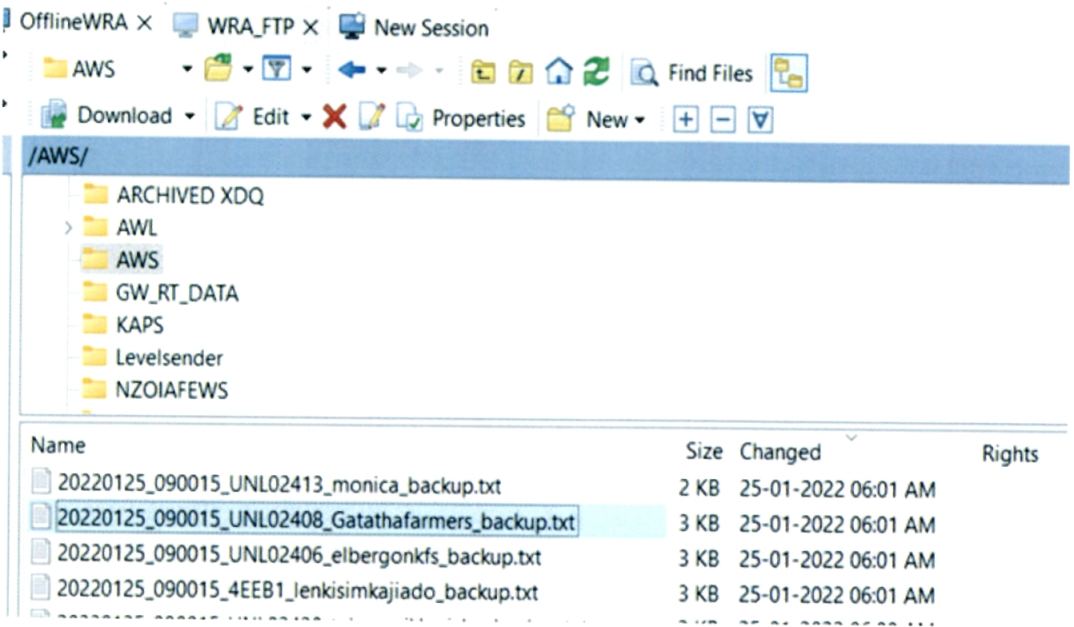 OfflineWRA × WRA_FTP × New Session
AWS Find Files
Download Edit Properties New
/AWS/
ARCHIVED XDQ
AWL
AWS
GW_RT_DATA
KAPS
Levelsender
NZOIAFEWS
Name Size Changed Rights
20220125_090015_UNL02413_monica_backup.txt 2 KB 25-01-2022 06:01 AM
20220125_090015_UNL02408_Gatathafarmers_backup.txt 3 KB 25-01-2022 06:01 AM
20220125_090015_UNL02406_elbergonkfs_backup.txt 3 KB 25-01-2022 06:01 AM
20220125_090015_4EEB1_lenkisimkajiado_backup.txt 3 KB 25-01-2022 06:01 AM